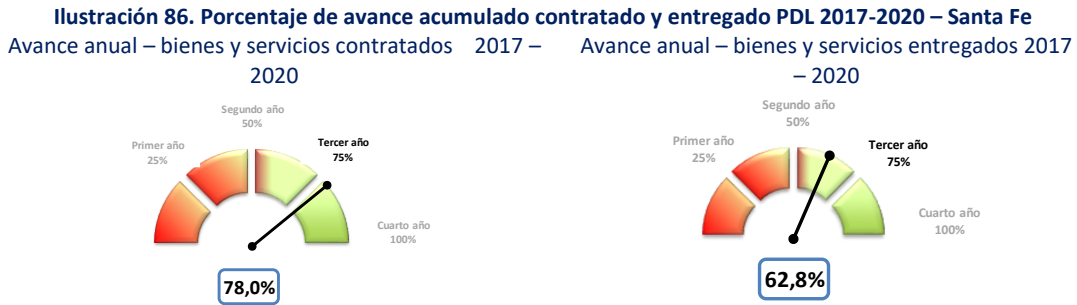 Ilustración 86. Porcentaje de avance acumulado contratado y entregado PDL 2017-2020 – Santa Fe
Avance anual – bienes y servicios contratados 2017 –
2020
Segundo año
50%
Primer año
25%
Tercer año
75%
Cuarto año
100%
78,0%
Avance anual – bienes y servicios entregados 2017
– 2020
Segundo año
50%
Primer año
25%
Tercer año
75%
Cuarto año
100%
62,8%